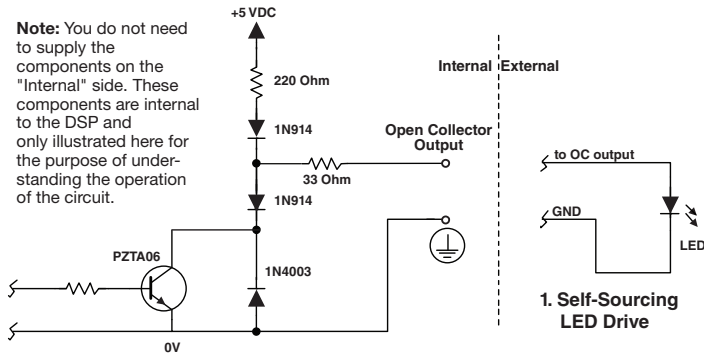 Note: You do not need
to supply the
components on the
"Internal" side. These
components are internal
to the DSP and
only illustrated here for
the purpose of under-
standing the operation
of the circuit.
+5 VDC
220 Ohm
1N914
33 Ohm
1N914
PZTA06
1N4003
0V
Open Collector
Output
Internal
External
to OC output
GND
LED
1. Self-Sourcing
LED Drive